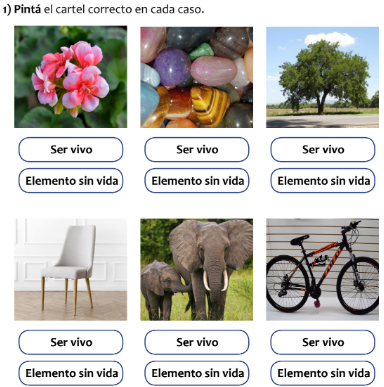 1) Pintá el cartel correcto en cada caso.
Ser vivo Ser vivo Ser vivo
Elemento sin vida Elemento sin vida Elemento sin vida
Ser vivo Ser vivo Ser vivo
Elemento sin vida Elemento sin vida Elemento sin vida